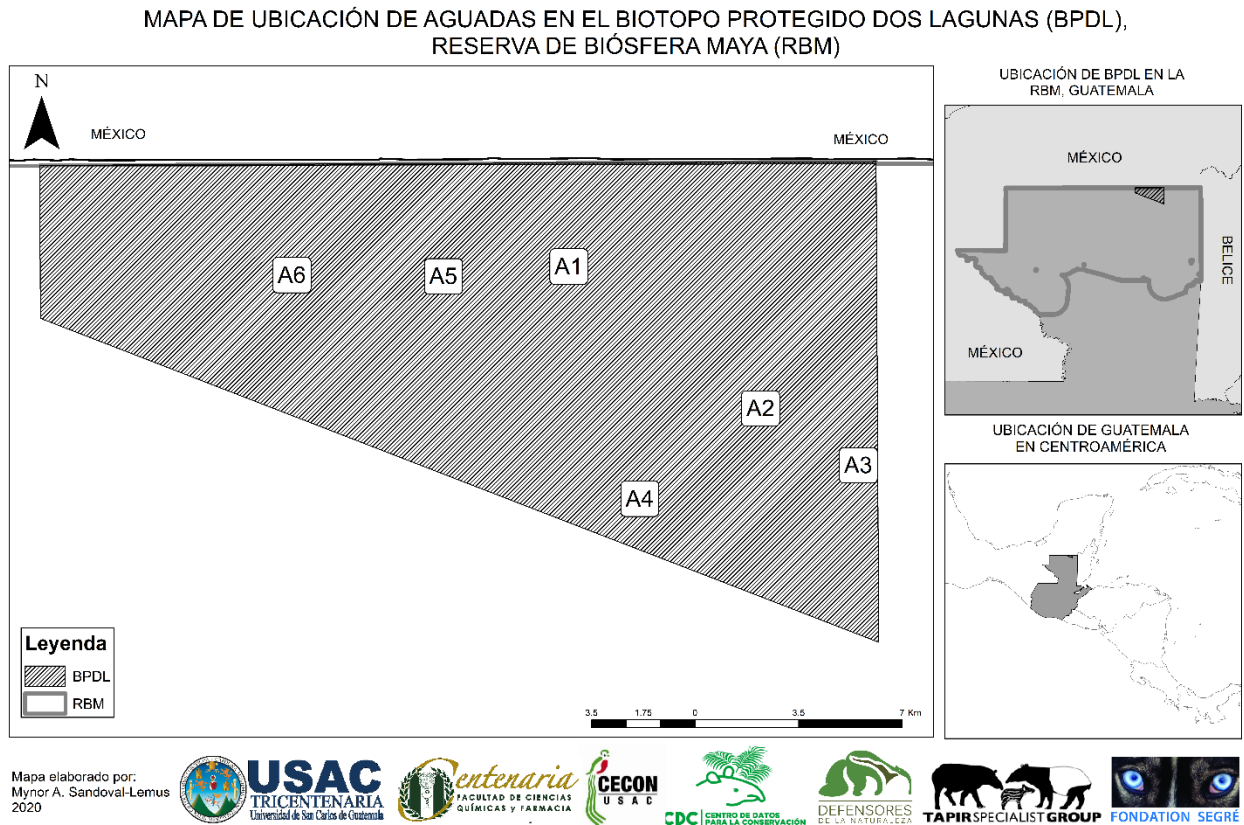 MAPA DE UBICACIÓN DE AGUADAS EN EL BIOTOPO PROTEGIDO DOS LAGUNAS (BPDL),
RESERVA DE BIÓSFERA MAYA (RBM)
N
MÉXICO
MÉXICO
A6
A5
A1
A2
A3
A4
Leyenda
BPDL
RBM
3.5 1.75 0 3.5 7 Km
UBICACIÓN DE BPDL EN LA
RBM, GUATEMALA
MÉXICO
BELICE
MÉXICO
UBICACIÓN DE GUATEMALA
EN CENTROAMÉRICA
Mapa elaborado por:
Mynor A. Sandoval-Lemus
2020
USAC
TRICENTENARIA
Universidad de San Carlos de Guatemala
Centenaria
FACULTAD DE CIENCIAS
QUÍMICAS y FARMACIA
CECON
USAC
CDC CENTRO DE DATOS
PARA LA CONSERVACIÓN
DEFENSORES
DE LA NATURALEZA
TAPIR SPECIALIST GROUP
FONDATION SEGRÉ